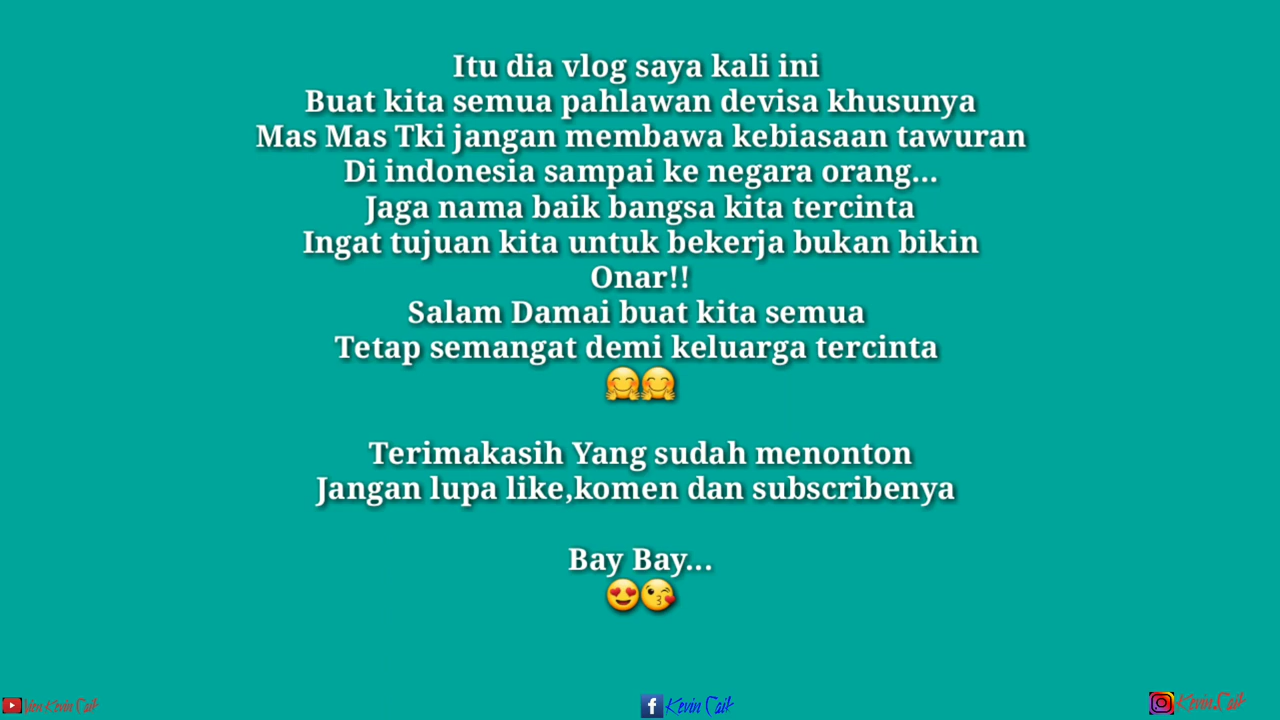 Itu dia vlog saya kali ini
Buat kita semua pahlawan devisa khusunya
Mas Mas Tki jangan membawa kebiasaan tawuran
Di indonesia sampai ke negara orang...
Jaga nama baik bangsa kita tercinta
Ingat tujuan kita untuk bekerja bukan bikin
Onar!!
Salam Damai buat kita semua
Tetap semangat demi keluarga tercinta
🤗🤗
Terimakasih Yang sudah menonton
Jangan lupa like,komen dan subscribenya
Bay Bay...
😍😘
Kevin
Kevin
Kevin